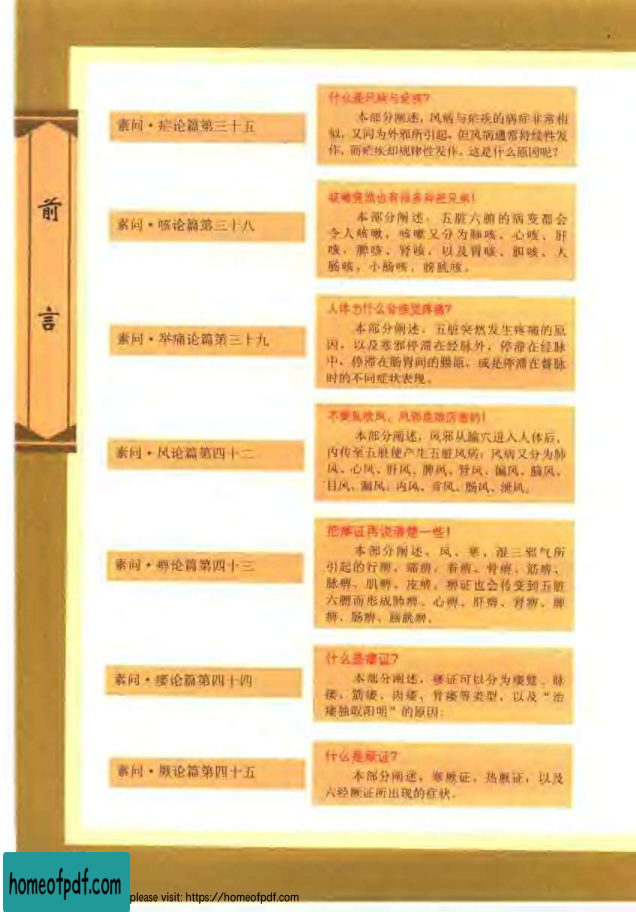 前
言
素问·疟论篇第三十五
什么是风病与疟疾?
本部分阐述,风病与疟疾的病症非常相
似,又同为外邪所引起,但风病通常持续性发
作,而疟疾却规律性发作。这是什么原因呢?
素问·咳论篇第三十八
咳嗽竟然也有很多种把兄弟!
本部分阐述,五脏六腑的病变都会
令人咳嗽,咳嗽又分为肺咳、心咳、肝
咳、脾咳、肾咳,以及胃咳、胆咳、大
肠咳、小肠咳、膀胱咳。
素问·举痛论篇第三十九
人体为什么会感觉疼痛?
本部分阐述,五脏突然发生疼痛的原
因,以及寒邪停滞在经脉外,停滞在经脉
中,停滞在肠胃间的膜原,或是停滞在督脉
时的不同症状表现。
素问·风论篇第四十二
不要乱吹风,风邪是很厉害的!
本部分阐述,风邪从腧穴进入人体后,
内传至五脏便产生五脏风病;风病又分为肺
风、心风、肝风、脾风、肾风、偏风、脑风、
目风、漏风、内风、首风、肠风、泄风。
素问·痹论篇第四十三
把痹证再说清楚一些!
本部分阐述,风、寒、湿三邪气所
引起的行痹、痛痹、着痹、骨痹、筋痹、
脉痹、肌痹、皮痹。痹证也会传变到五脏
六腑而形成肺痹、心痹、肝痹、肾痹、脾
痹、肠痹、膀胱痹。
素问·痿论篇第四十四
什么是痿证?
本部分阐述,痿证可以分为痿躄、脉
痿、筋痿、肉痿、骨痿等类型,以及“治
痿独取阳明”的原因。
素问·厥论篇第四十五
什么是厥证?
本部分阐述,寒厥证,热厥证,以及
六经厥证所出现的症状。
homeofpdf.com
please visit: https://homeofpdf.com